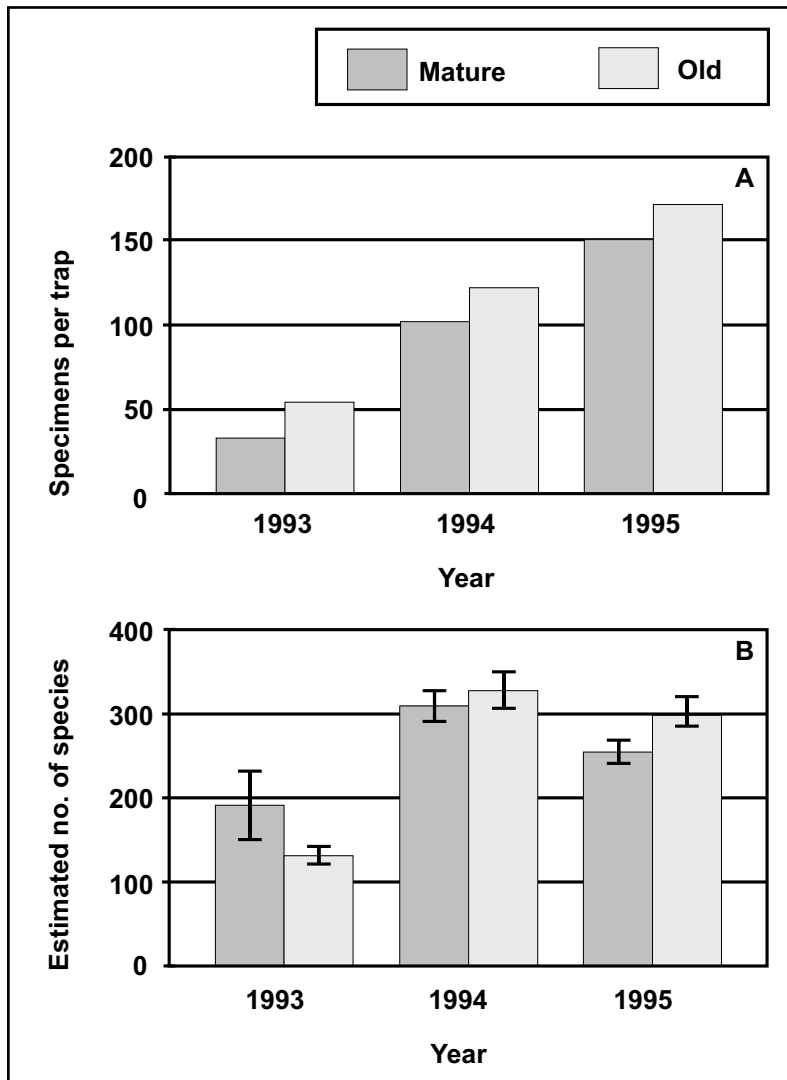 Mature Old
A
Specimens per trap
200
150
100
50
0
1993 1994 1995
Year
B
Estimated no. of species
400
300
200
100
0
1993 1994 1995
Year